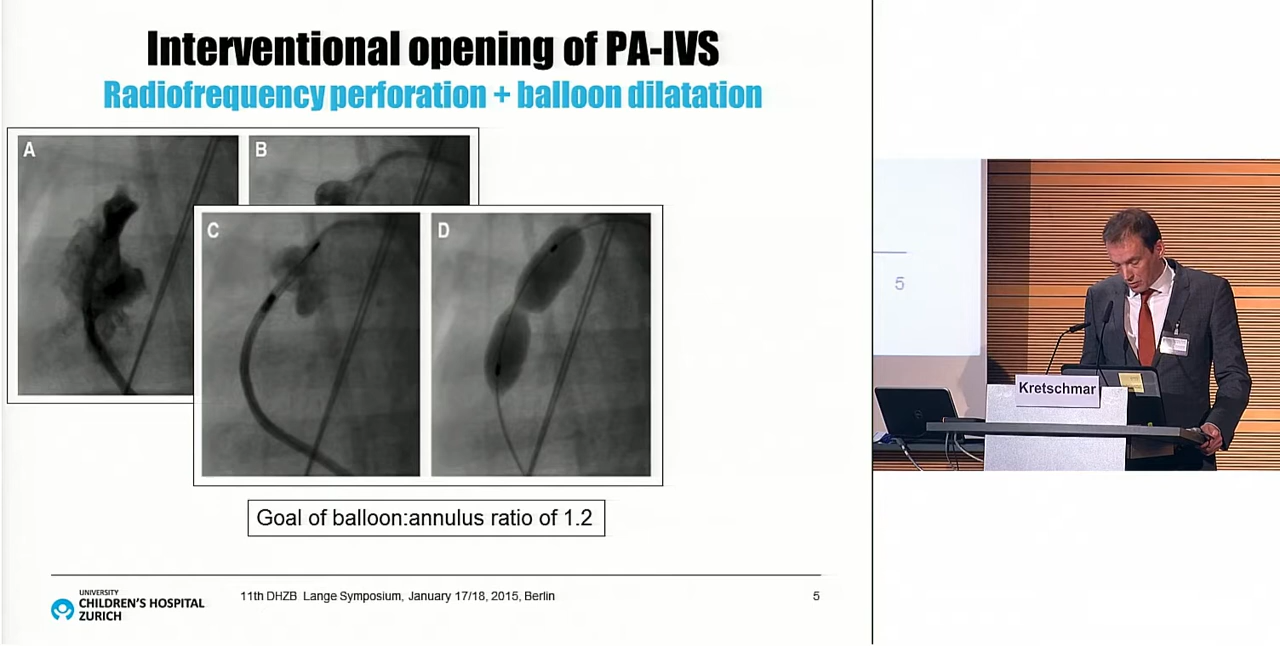 Interventional opening of PA-IVS
Radiofrequency perforation + balloon dilatation
A
B
C
D
Goal of balloon:annulus ratio of 1.2
UNIVERSITY
CHILDREN'S HOSPITAL
ZURICH
11th DHZB Lange Symposium, January 17/18, 2015, Berlin
5
5
Kretschmar